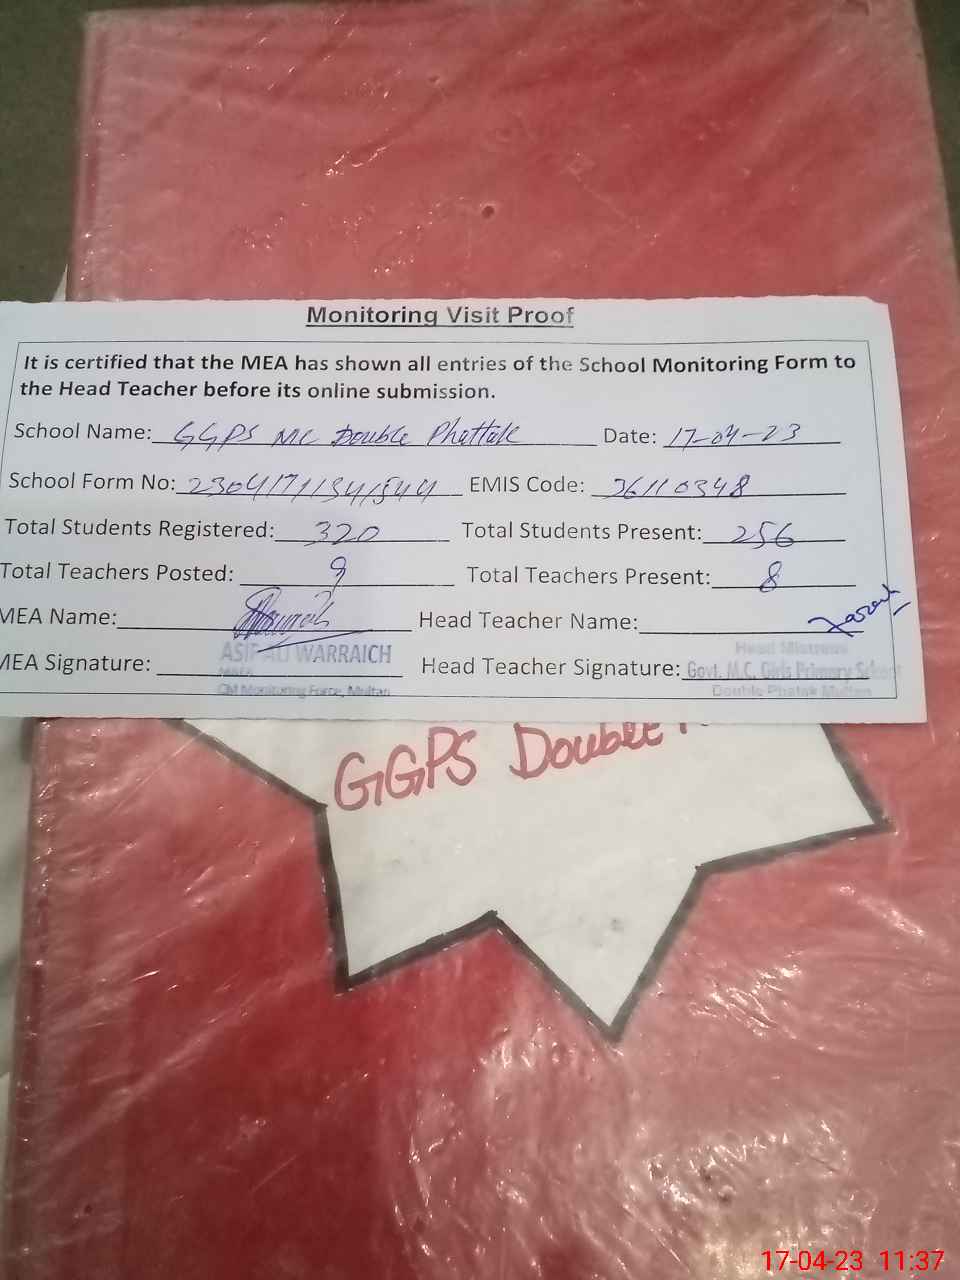 Monitoring Visit Proof
It is certified that the MEA has shown all entries of the School Monitoring Form to
the Head Teacher before its online submission.
School Name: GGPS MC Double Phattak Date: 17-04-23
School Form No: EMIS Code: 36110348
Total Students Registered: 320 Total Students Present: 256
Total Teachers Posted: 9 Total Teachers Present: 8
MEA Name: Head Teacher Name:
ASIF ALI WARRAICH
Head Mistress
MEA Signature: Head Teacher Signature: Govt. M.C. Girls Primary School
CM Monitoring Force, Multan
Double Phatak Multan
GGPS Double
17-04-23 11:37